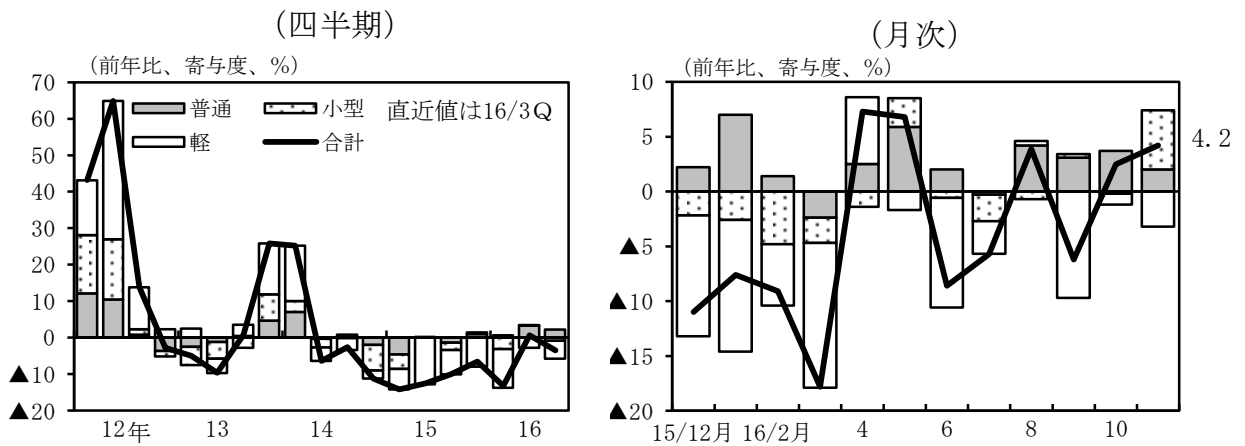 (四半期)
(前年比、寄与度、%)
70
60
50
40
30
20
10
0
▲10
▲20
普通
小型
直近値は16/3Q
軽
合計
12年
13
14
15
16
(月次)
(前年比、寄与度、%)
10
5
0
▲5
▲10
▲15
▲20
4.2
15/12月
16/2月
4
6
8
10